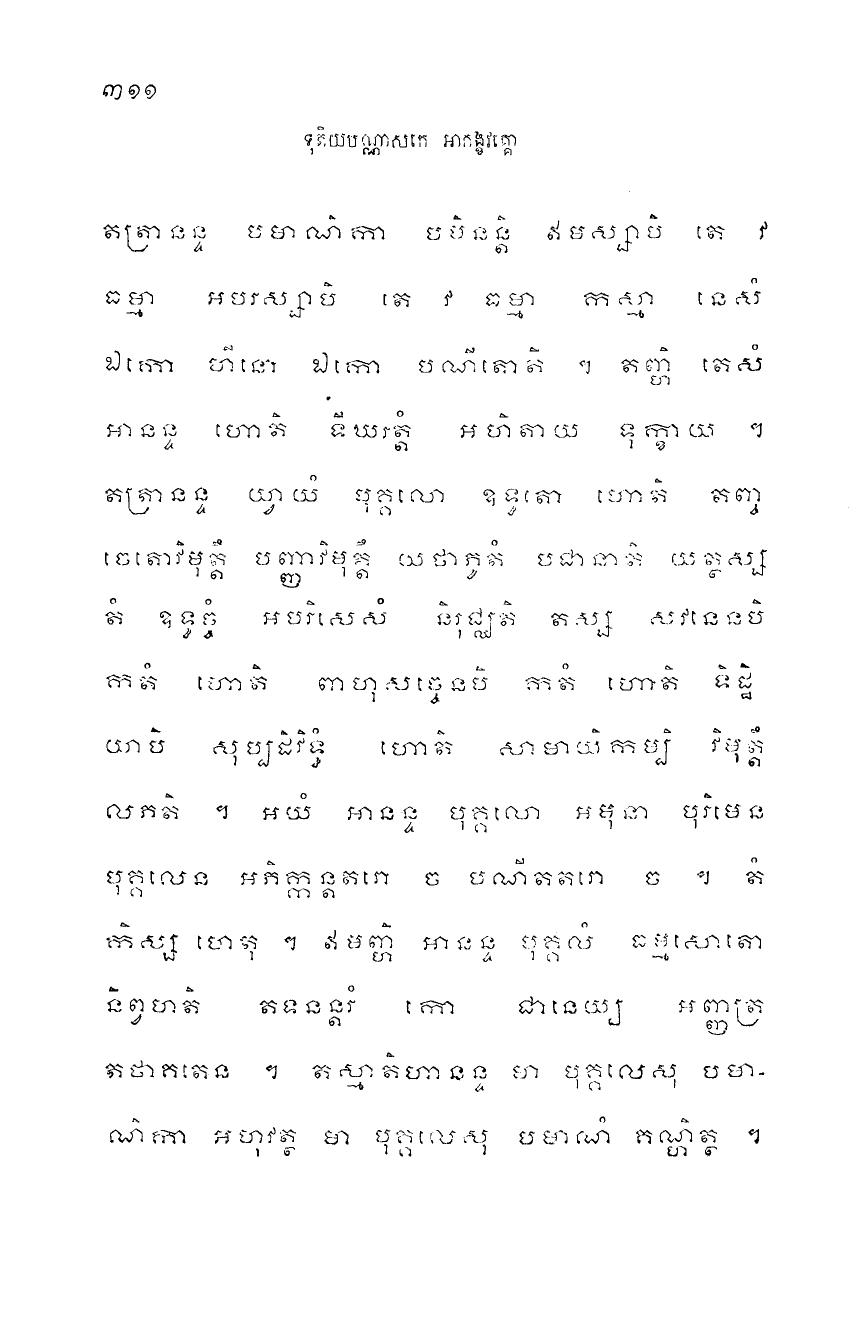 ៣១១
ទុតិយបណ្ណាសកេ អាកង្ខវគ្គោ
តត្រានន្ទ បមាណិកា បមិនន្តិ ឥមស្សាបិ តេ វ
ធម្មា អបរស្សាបិ តេ វ ធម្មា កស្មា នេសំ
ឯកោ ហីនោ ឯកោ បណីតោតិ ។ តញ្ហិ តេសំ
អានន្ទ ហោតិ ទីឃរត្តំ អហិតាយ ទុក្ខាយ ។
តត្រានន្ទ យ្វាយំ បុគ្គលោ ឧទ្ធតោ ហោតិ តញ្ច
ចេតោវិមុត្តឹ បញ្ញាវិមុត្តឹ យថាភូតំ បជានាតិ យត្ថស្ស
តំ ឧទ្ធច្ចំ អបរិសេសំ និរុជ្ឈតិ តស្ស សវនេនបិ
កតំ ហោតិ ពាហុសច្ចេនបិ កតំ ហោតិ ទិដ្ឋិ
យាបិ សុប្បដិវិទ្ធំ ហោតិ សាមាយិកម្បិ វិមុត្តឹ
លភតិ ។ អយំ អានន្ទ បុគ្គលោ អមុនា បុរិមេន
បុគ្គលេន អភិក្កន្តតរោ ច បណីតតរោ ច ។ តំ
កិស្ស ហេតុ ។ ឥមញ្ហិ អានន្ទ បុគ្គលំ ធម្មសោតោ
និព្វហតិ តទនន្តរំ កោ ជានេយ្យ អញ្ញត្រ
តថាគតេន ។ តស្មាតិហានន្ទ មា បុគ្គលេសុ បមា-
ណិកា អហុវត្ថ មា បុគ្គលេសុ បមាណំ គណ្ហិត្ថ ។